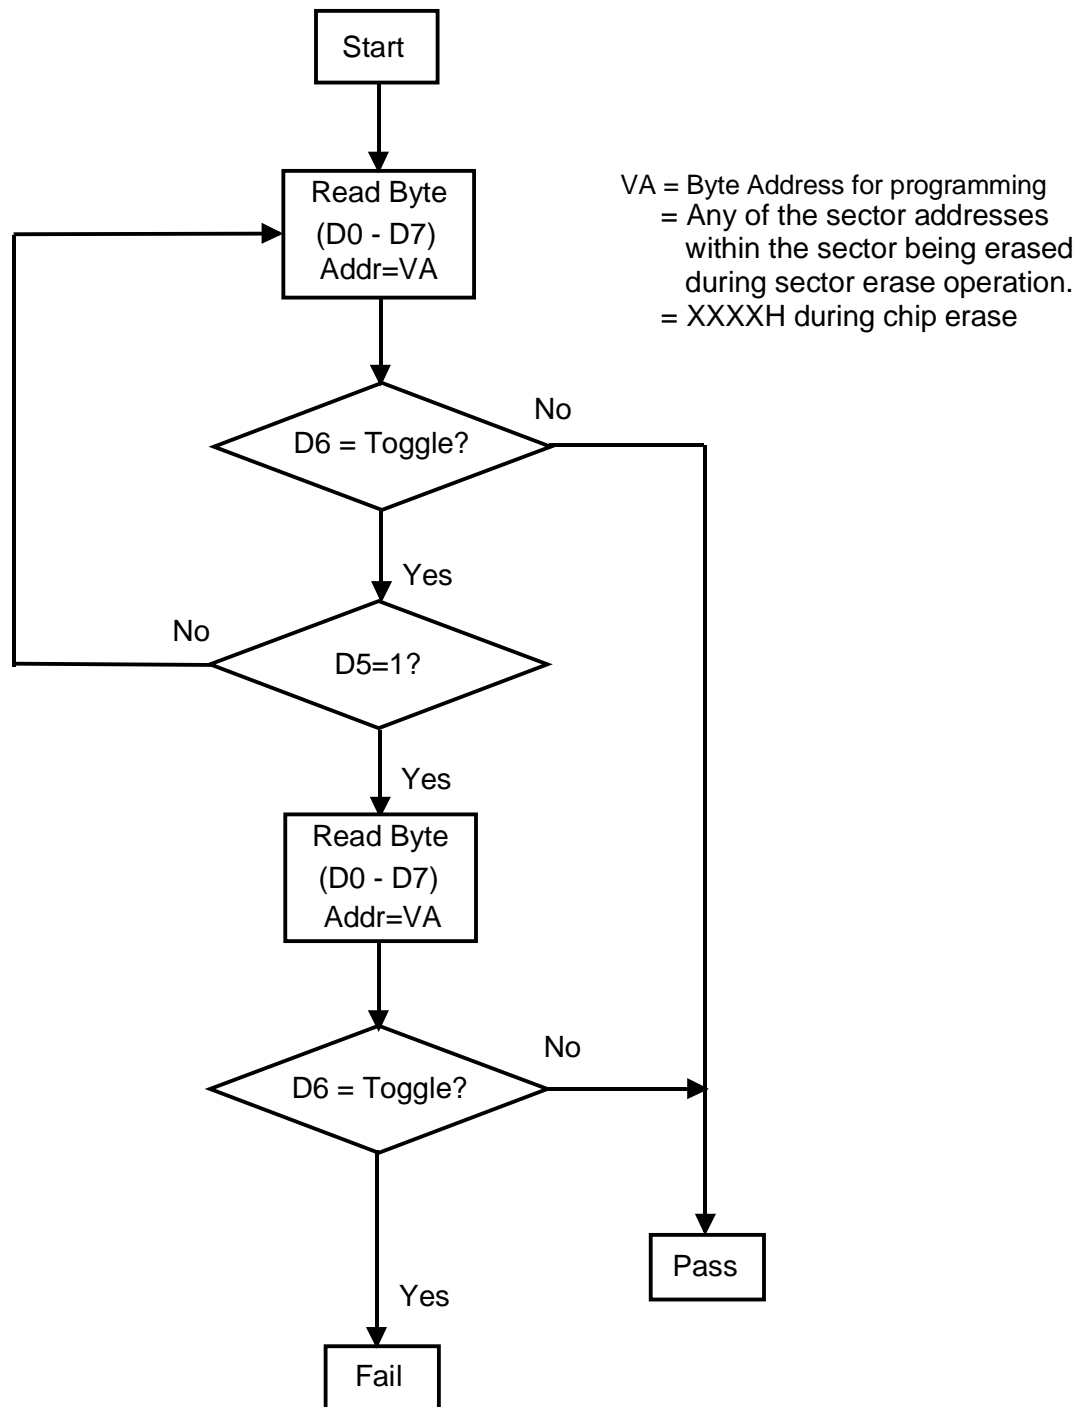 Start
Read Byte
(D0 - D7)
Addr=VA
VA = Byte Address for programming
= Any of the sector addresses
within the sector being erased
during sector erase operation.
= XXXXH during chip erase
No
D6 = Toggle?
Yes
No
D5=1?
Yes
Read Byte
(D0 - D7)
Addr=VA
No
D6 = Toggle?
Pass
Yes
Fail